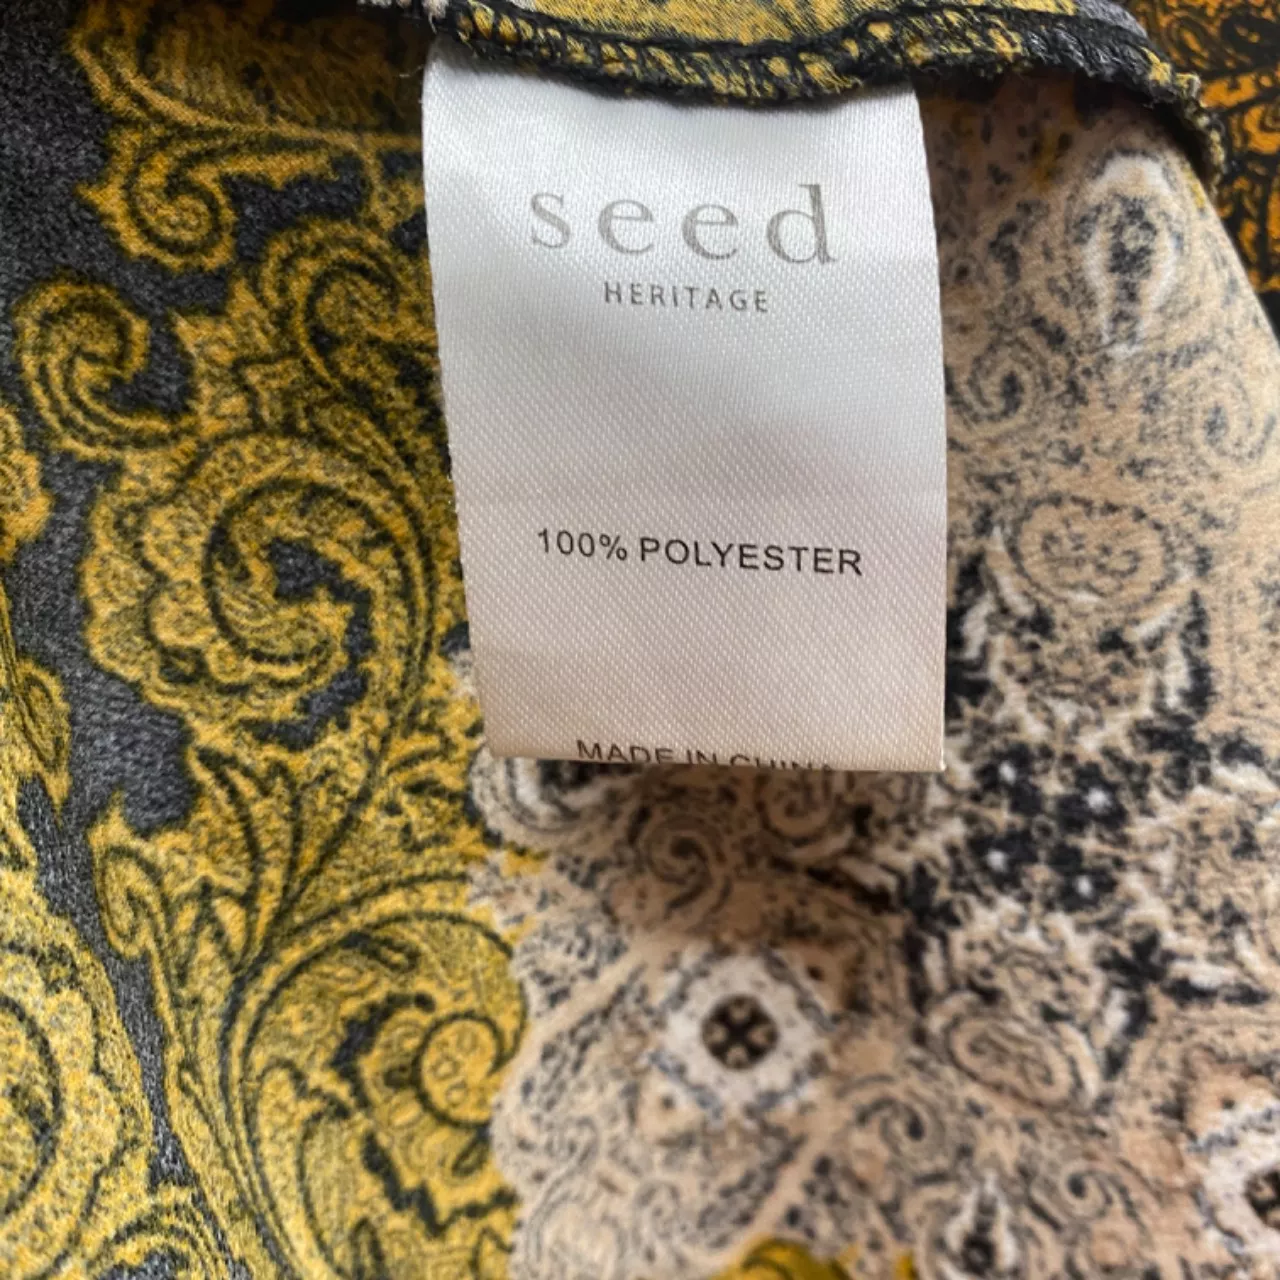 seed
HERITAGE
100% POLYESTER
MADE IN CHINA